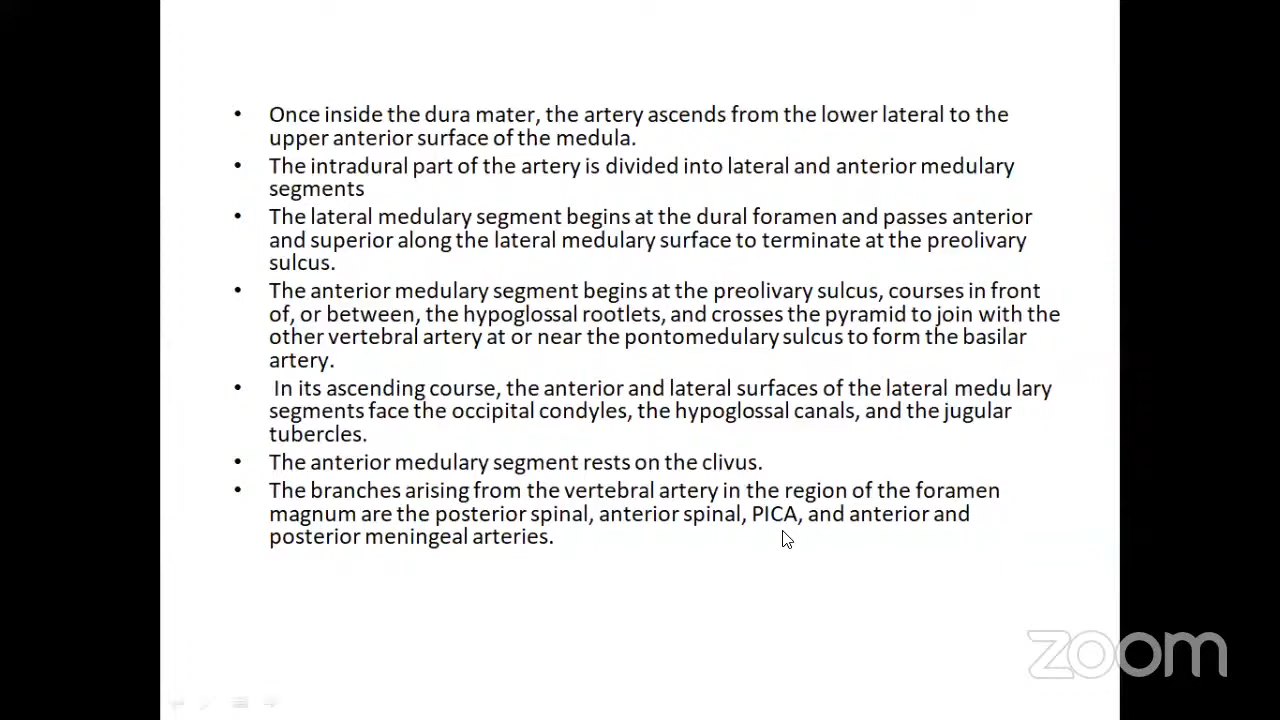 • Once inside the dura mater, the artery ascends from the lower lateral to the
upper anterior surface of the medula.
• The intradural part of the artery is divided into lateral and anterior medulary
segments
• The lateral medulary segment begins at the dural foramen and passes anterior
and superior along the lateral medulary surface to terminate at the preolivary
sulcus.
• The anterior medulary segment begins at the preolivary sulcus, courses in front
of, or between, the hypoglossal rootlets, and crosses the pyramid to join with the
other vertebral artery at or near the pontomedulary sulcus to form the basilar
artery.
• In its ascending course, the anterior and lateral surfaces of the lateral medu lary
segments face the occipital condyles, the hypoglossal canals, and the jugular
tubercles.
• The anterior medulary segment rests on the clivus.
• The branches arising from the vertebral artery in the region of the foramen
magnum are the posterior spinal, anterior spinal, PICA, and anterior and
posterior meningeal arteries.
zoom